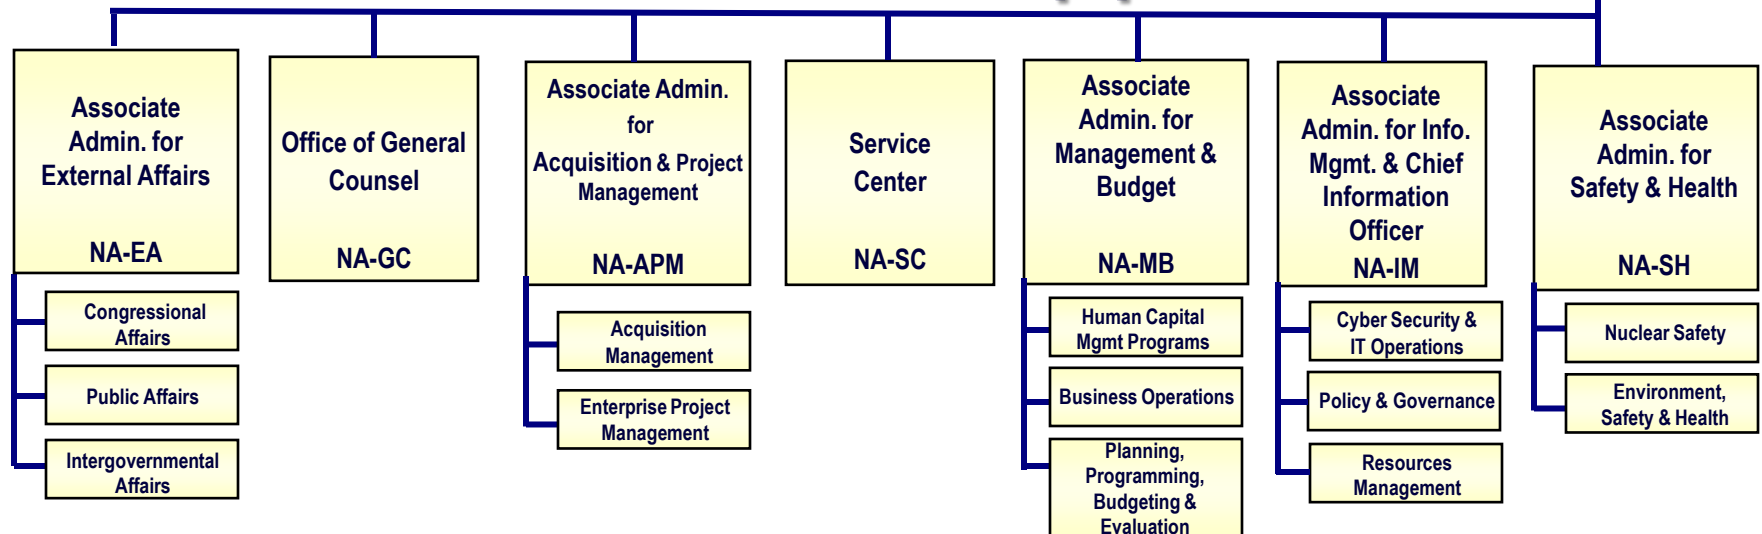 Associate
Admin. for
External Affairs
NA-EA
Congressional
Affairs
Public Affairs
Intergovernmental
Affairs
Office of General
Counsel
NA-GC
Associate Admin.
for
Acquisition & Project
Management
NA-APM
Acquisition
Management
Enterprise Project
Management
Service
Center
NA-SC
Associate
Admin. for
Management &
Budget
NA-MB
Human Capital
Mgmt Programs
Business Operations
Planning,
Programming,
Budgeting &
Evaluation
Associate
Admin. for Info.
Mgmt. & Chief
Information
Officer
NA-IM
Cyber Security &
IT Operations
Policy & Governance
Resources
Management
Associate
Admin. for
Safety & Health
NA-SH
Nuclear Safety
Environment,
Safety & Health